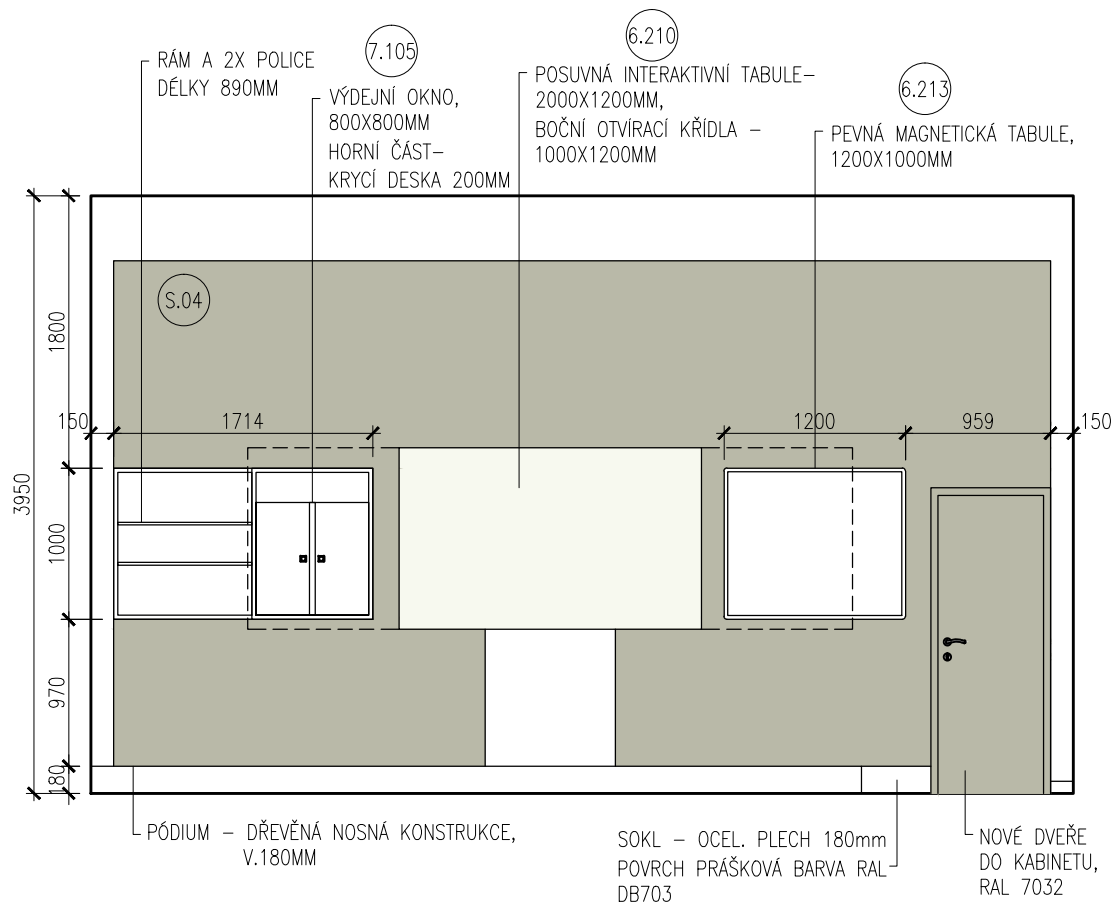 RÁM A 2X POLICE
DÉLKY 890MM
7.105
VÝDEJNÍ OKNO,
800X800MM
HORNÍ ČÁST–
KRYCÍ DESKA 200MM
6.210
POSUVNÁ INTERAKTIVNÍ TABULE–
2000X1200MM,
BOČNÍ OTVÍRACÍ KŘÍDLA –
1000X1200MM
6.213
PEVNÁ MAGNETICKÁ TABULE,
1200X1000MM
S.04
1800
150
1714
1200
959
150
3950
1000
970
180
PÓDIUM – DŘEVĚNÁ NOSNÁ KONSTRUKCE,
V.180MM
SOKL – OCEL. PLECH 180mm
POVRCH PRÁŠKOVÁ BARVA RAL
DB703
NOVÉ DVEŘE
DO KABINETU,
RAL 7032